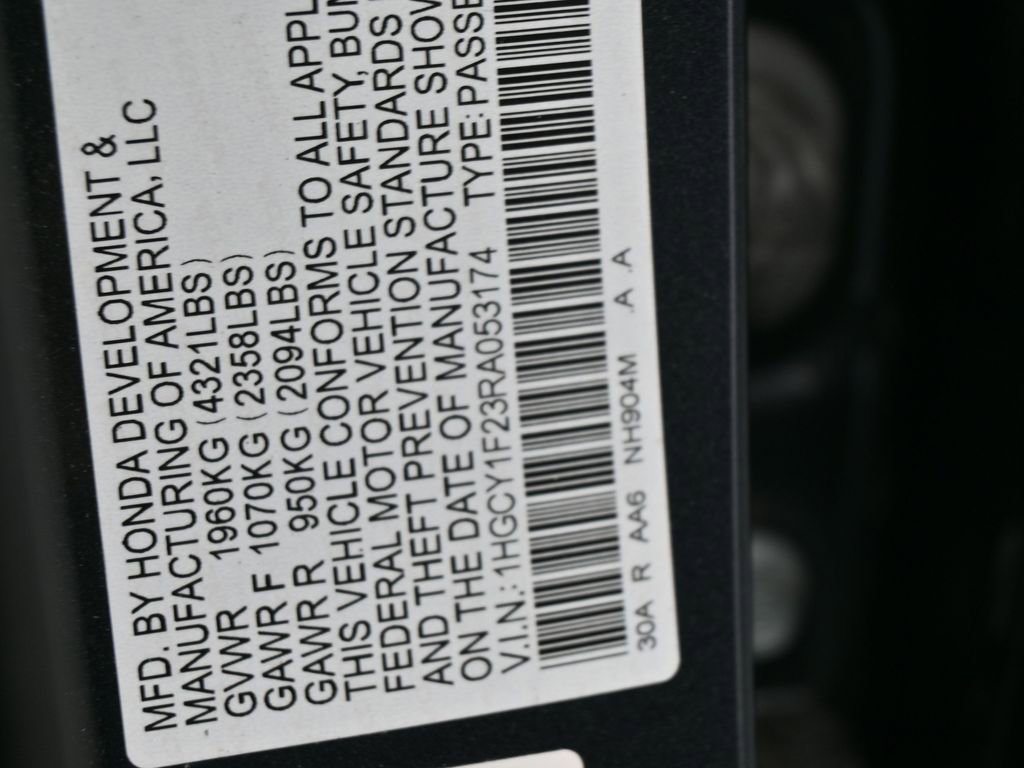 MFD. BY HONDA DEVELOPMENT &
MANUFACTURING OF AMERICA, LLC
GVWR 1960KG (4321LBS)
GAWR F 1070KG (2358LBS)
GAWR R 950KG (2094LBS)
THIS VEHICLE CONFORMS TO ALL APPL
FEDERAL MOTOR VEHICLE SAFETY, BUM
AND THEFT PREVENTION STANDARDS
ON THE DATE OF MANUFACTURE SHOW
V.I.N.: 1HGCY1F23RA053174 TYPE: PASSE
30A R AA6 NH904M .A .A